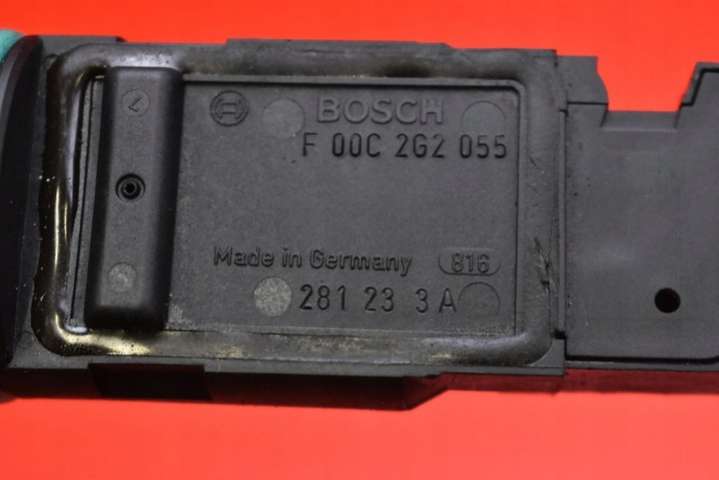 BOSCH
F 00C 2G2 055
Made in Germany 816
281 23 3 A